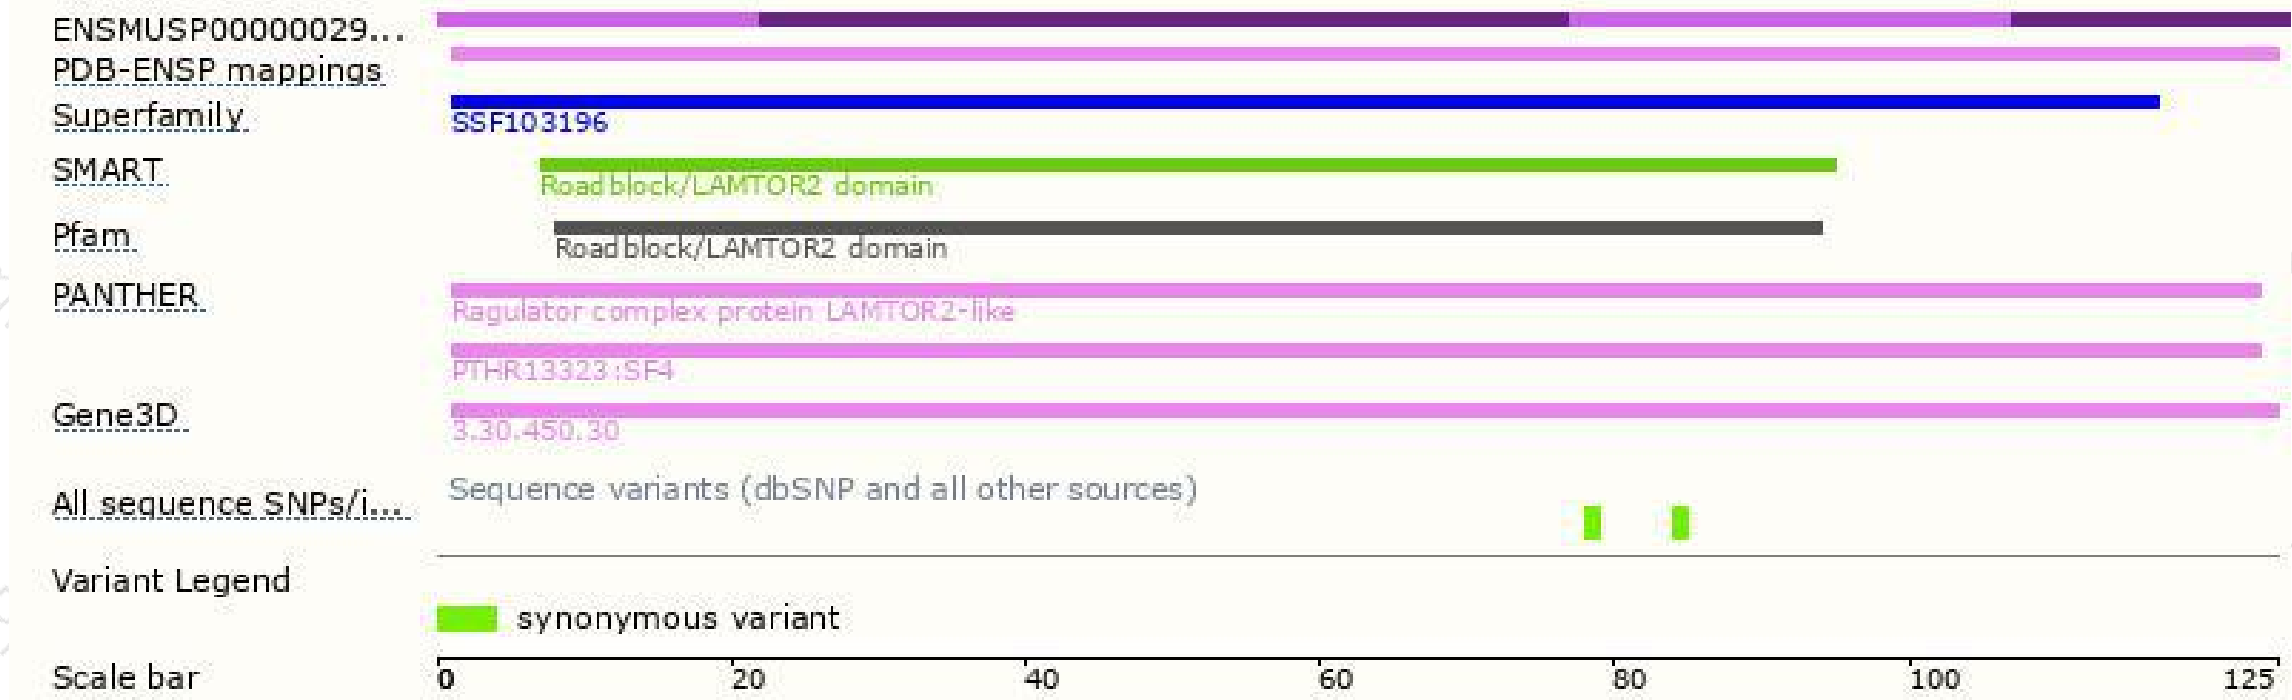 ENSMUSP00000029...
PDB-ENSP mappings
Superfamily
SSF103196
SMART
Roadblock/LAMTOR2 domain
Pfam
Roadblock/LAMTOR2 domain
PANTHER
Ragulator complex protein LAMTOR2-like
PTHR13323:SF4
Gene3D
3.30.450.30
All sequence SNPs/i...
Sequence variants (dbSNP and all other sources)
Variant Legend
synonymous variant
Scale bar 0 20 40 60 80 100 125